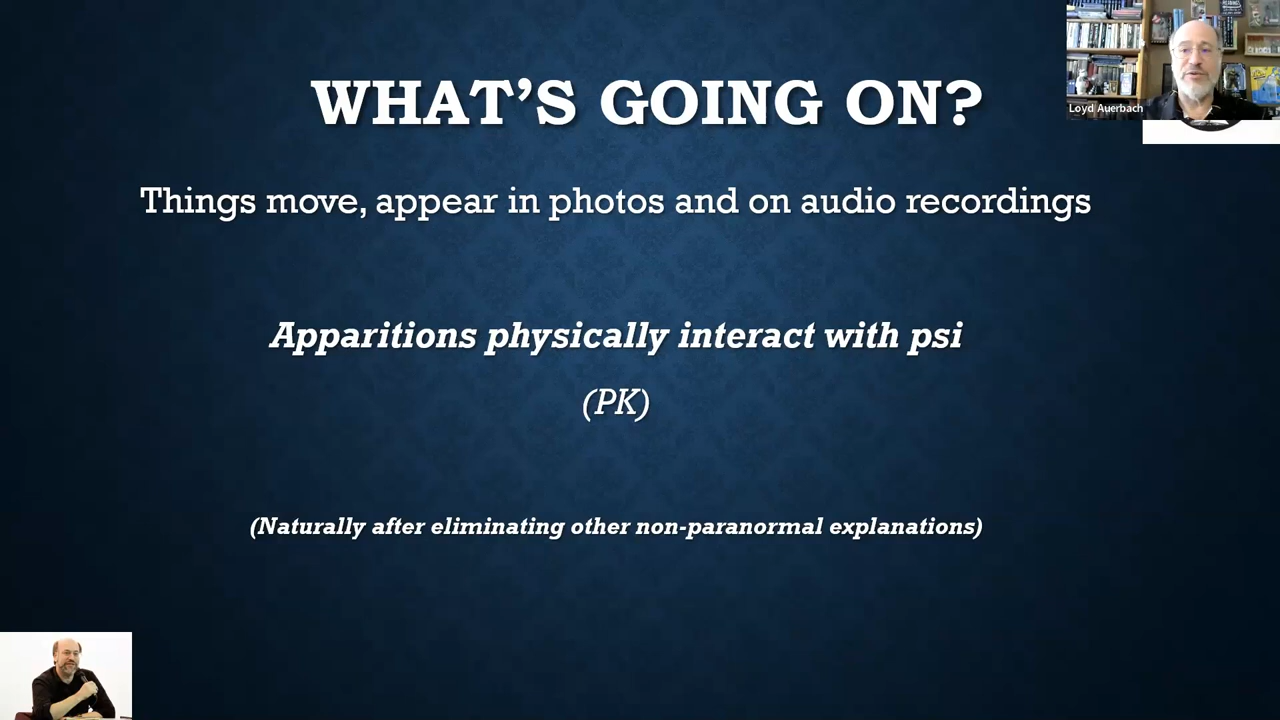 WHAT'S GOING ON?
Loyd Auerbach
Things move, appear in photos and on audio recordings
Apparitions physically interact with psi
(PK)
(Naturally after eliminating other non-paranormal explanations)